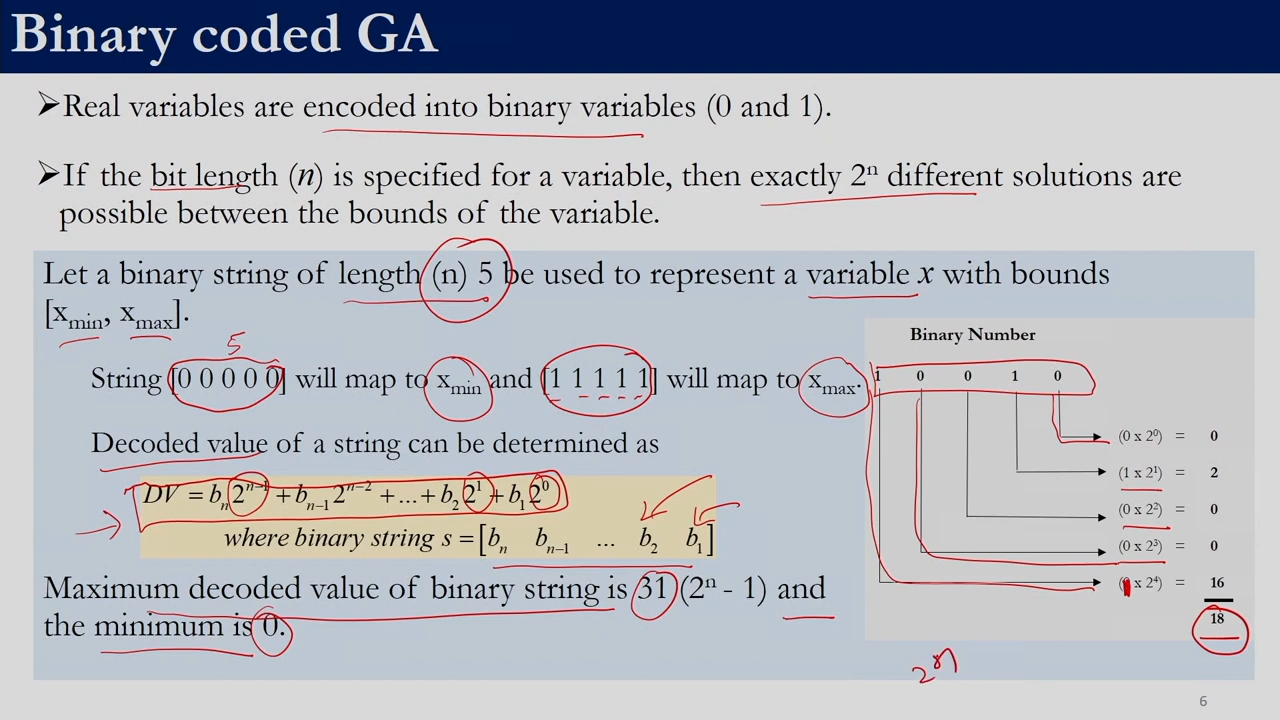 Binary coded GA
➤Real variables are encoded into binary variables (0 and 1).
➤If the bit length (n) is specified for a variable, then exactly 2ⁿ different solutions are
possible between the bounds of the variable.
Let a binary string of length (n) 5 be used to represent a variable x with bounds
[xmin, xmax].
5
String [0 0 0 0 0] will map to xmin and [1 1 1 1 1] will map to xmax.
Decoded value of a string can be determined as
DV = bₙ2ⁿ⁻¹ + bₙ₋₁2ⁿ⁻² + ... + b₂2¹ + b₁2⁰
where binary string s = [bₙ bₙ₋₁ ... b₂ b₁]
Maximum decoded value of binary string is 31 (2ⁿ - 1) and
the minimum is 0.
Binary Number
1 0 0 1 0
(0 x 2⁰) = 0
(1 x 2¹) = 2
(0 x 2²) = 0
(0 x 2³) = 0
(1 x 2⁴) = 16
18
2ⁿ
6